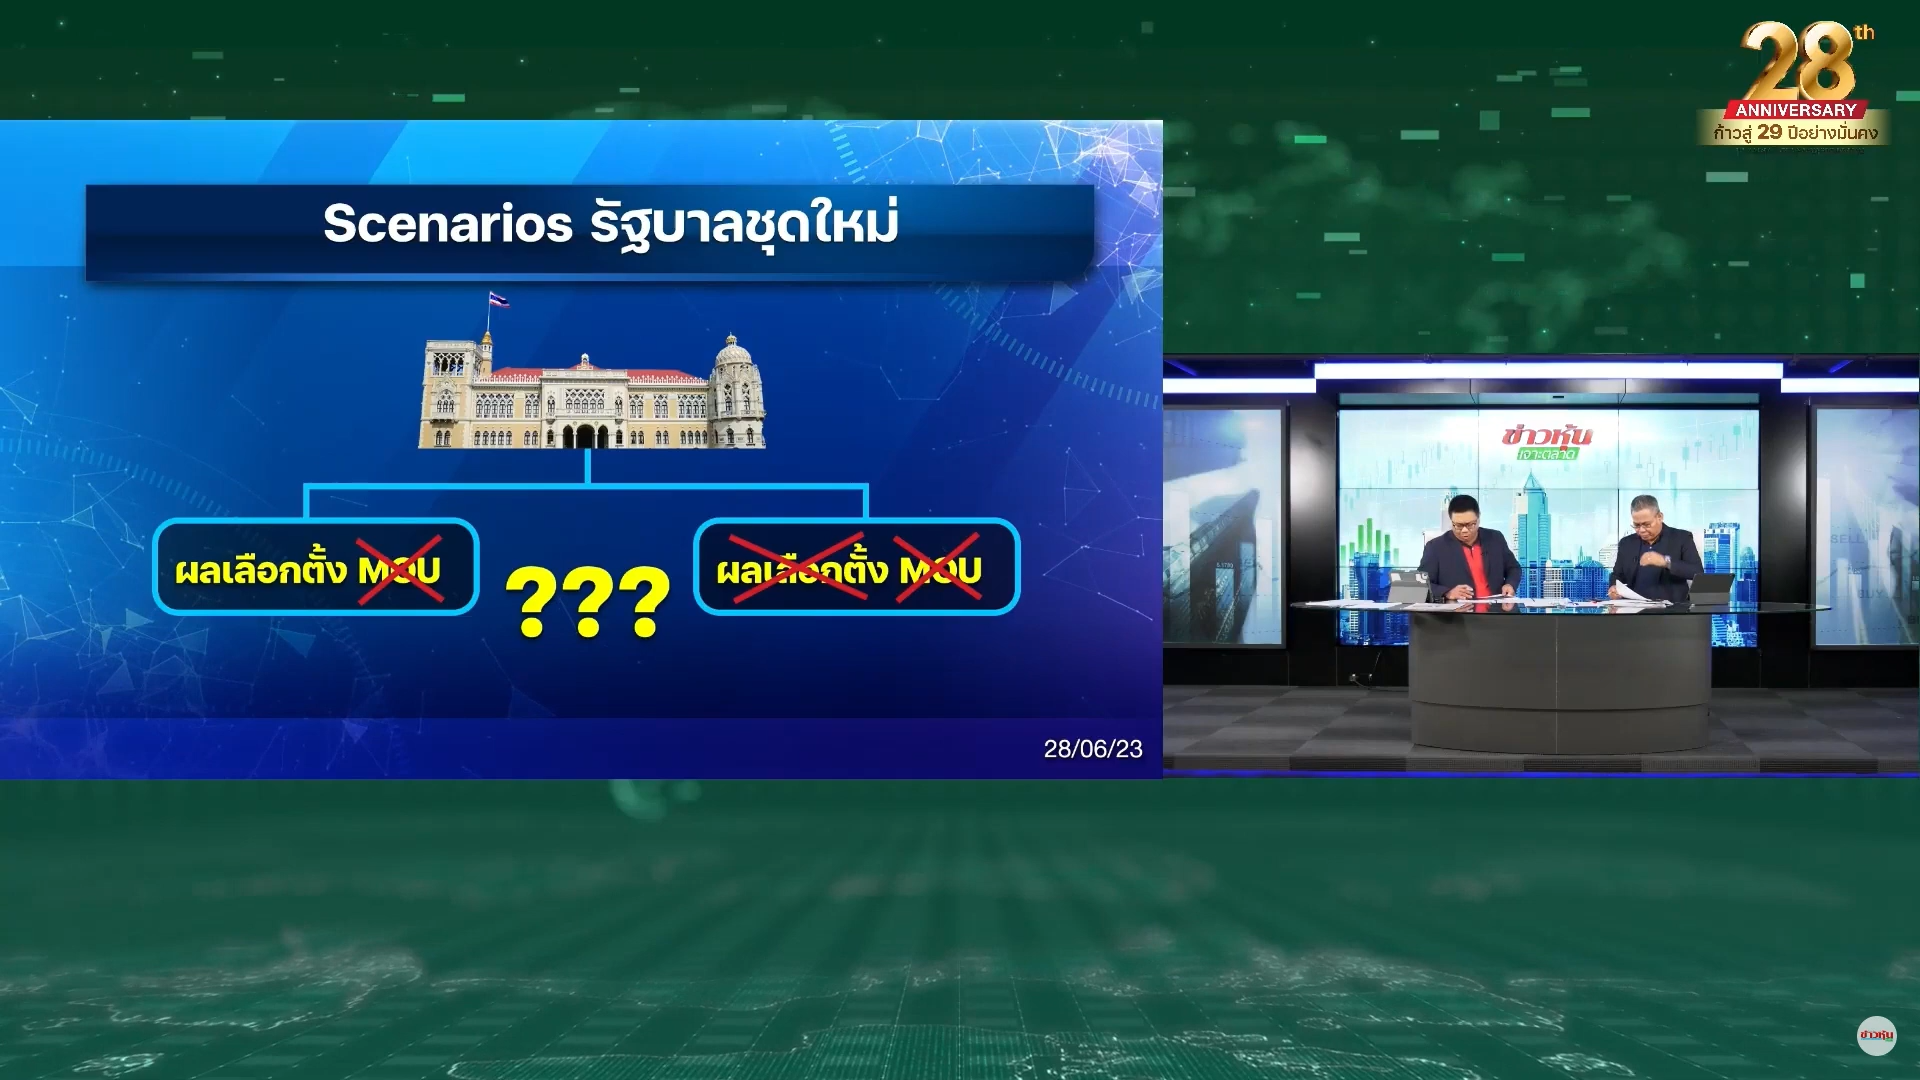 28th
ANNIVERSARY
ก้าวสู่ 29 ปีอย่างมั่นคง
Scenarios รัฐบาลชุดใหม่
ผลเลือกตั้ง MOU
???
ผลเลือกตั้ง MOU
28/06/23
ข่าวหุ้น
เจาะตลาด
SELL
BUY
ข่าวหุ้น